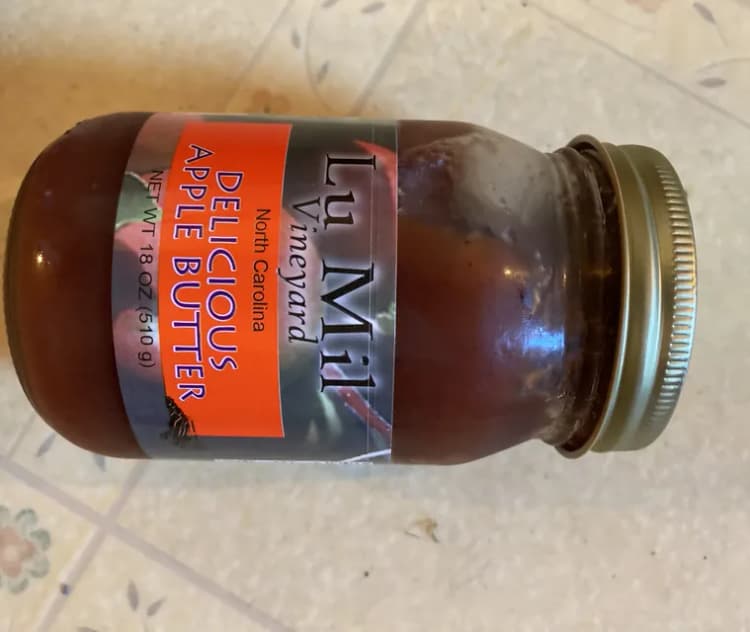 Lu Mil
Vineyard
North Carolina
DELICIOUS
APPLE BUTTER
NET WT 18 OZ (510 g)